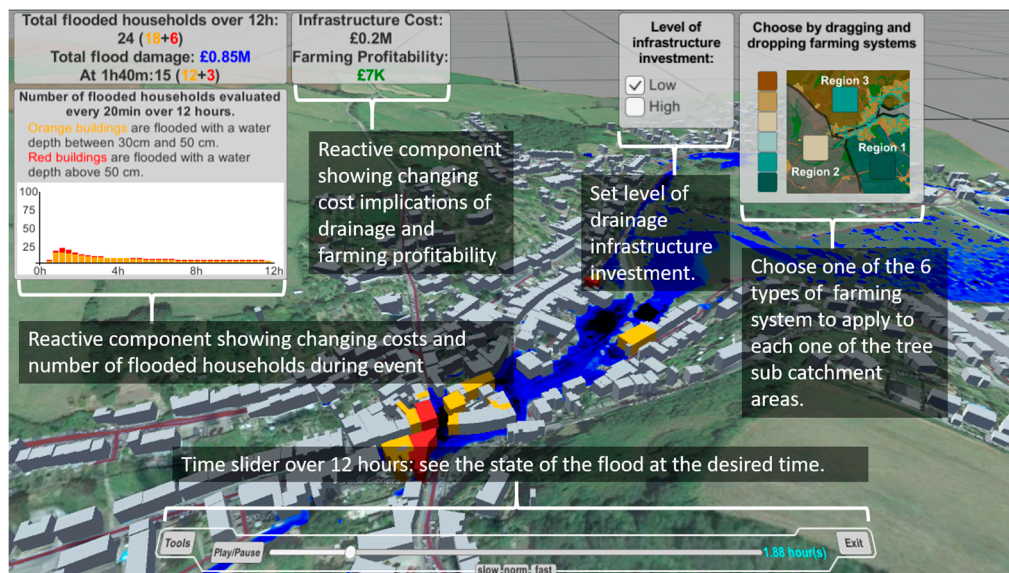 Total flooded households over 12h:
24 (18+6)
Total flood damage: £0.85M
At 1h40m:15 (12+3)
Infrastructure Cost:
£0.2M
Farming Profitability:
£7K
Level of
infrastructure
investment:
Low
High
Choose by dragging and
dropping farming systems
Region 3
Region 1
Region 2
Number of flooded households evaluated
every 20min over 12 hours.
Orange buildings are flooded with a water
depth between 30cm and 50 cm.
Red buildings are flooded with a water
depth above 50 cm.
100
75
50
25
0h 4h 8h 12h
Reactive component
showing changing
cost implications of
drainage and
farming profitability
Set level of
drainage
infrastructure
investment.
Choose one of the 6
types of farming
system to apply to
each one of the tree
sub catchment
areas.
Reactive component showing changing costs and
number of flooded households during event
Time slider over 12 hours: see the state of the flood at the desired time.
Tools
Play/Pause
1.88 hour(s)
Exit
slow norm fast